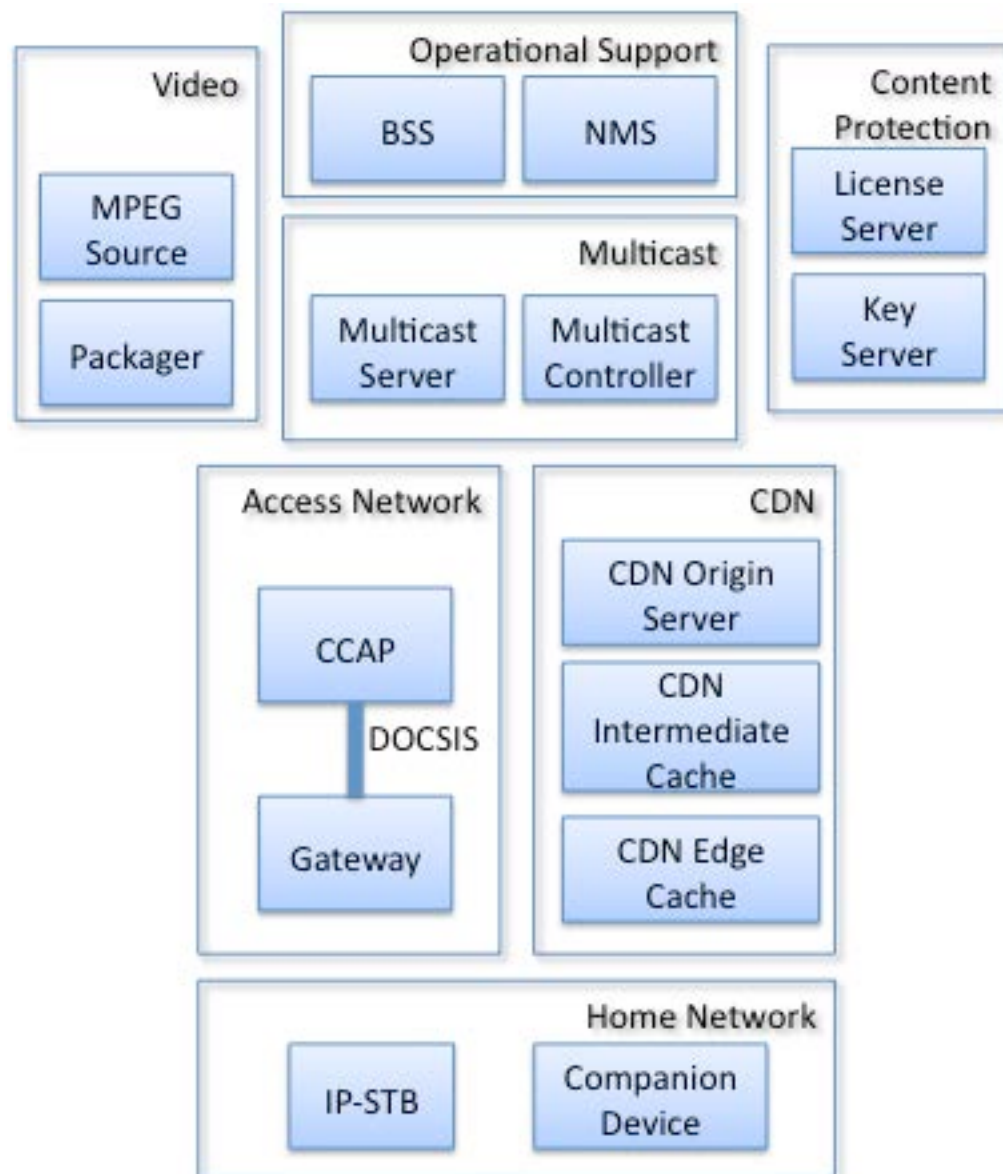 Video
MPEG
Source
Packager
Operational Support
BSS
NMS
Multicast
Multicast
Server
Multicast
Controller
Content
Protection
License
Server
Key
Server
Access Network
CCAP
DOCSIS
Gateway
CDN
CDN Origin
Server
CDN
Intermediate
Cache
CDN Edge
Cache
Home Network
IP-STB
Companion
Device